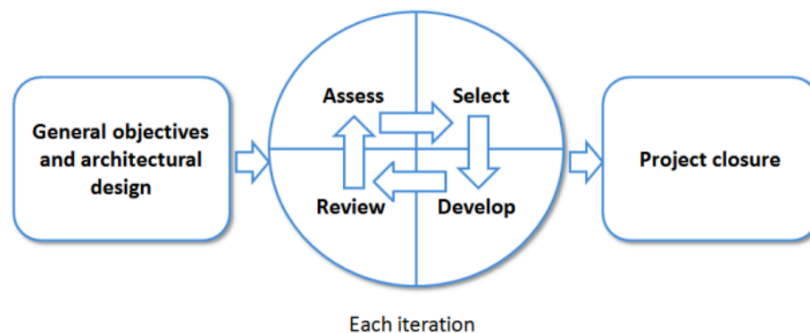 General objectives
and architectural
design
Assess
Select
Review
Develop
Project closure
Each iteration